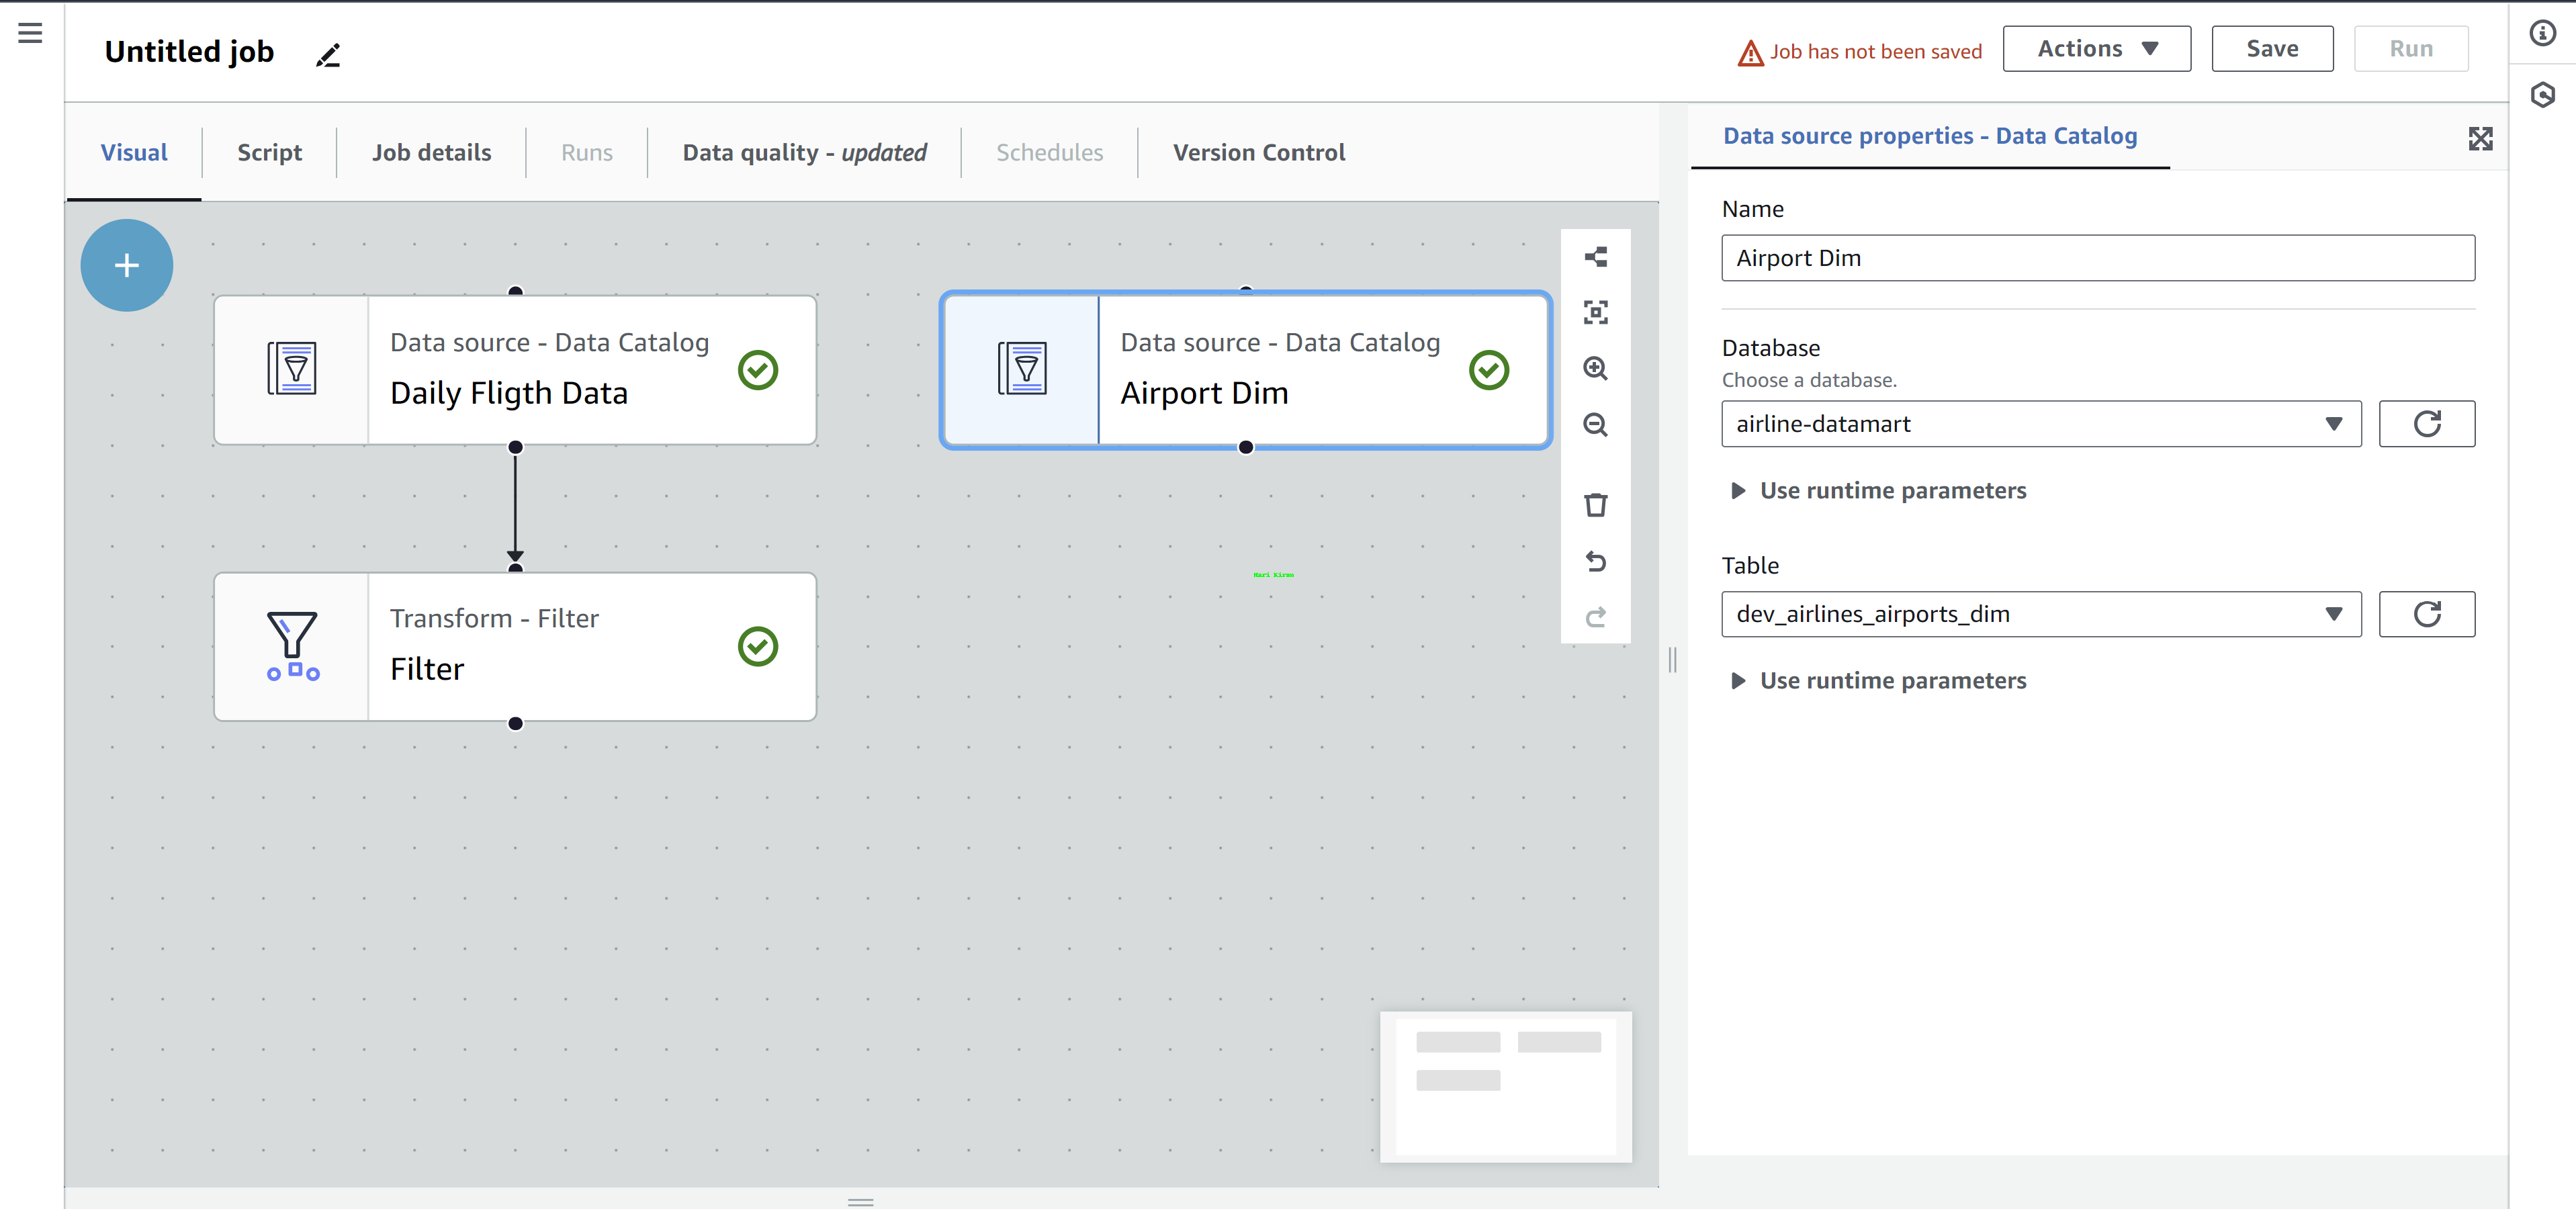 Untitled job
Job has not been saved
Actions
Save
Run
Visual
Script
Job details
Runs
Data quality - updated
Schedules
Version Control
Data source - Data Catalog
Daily Fligth Data
Data source - Data Catalog
Airport Dim
Hari Kiran
Transform - Filter
Filter
Data source properties - Data Catalog
Name
Airport Dim
Database
Choose a database.
airline-datamart
Use runtime parameters
Table
dev_airlines_airports_dim
Use runtime parameters